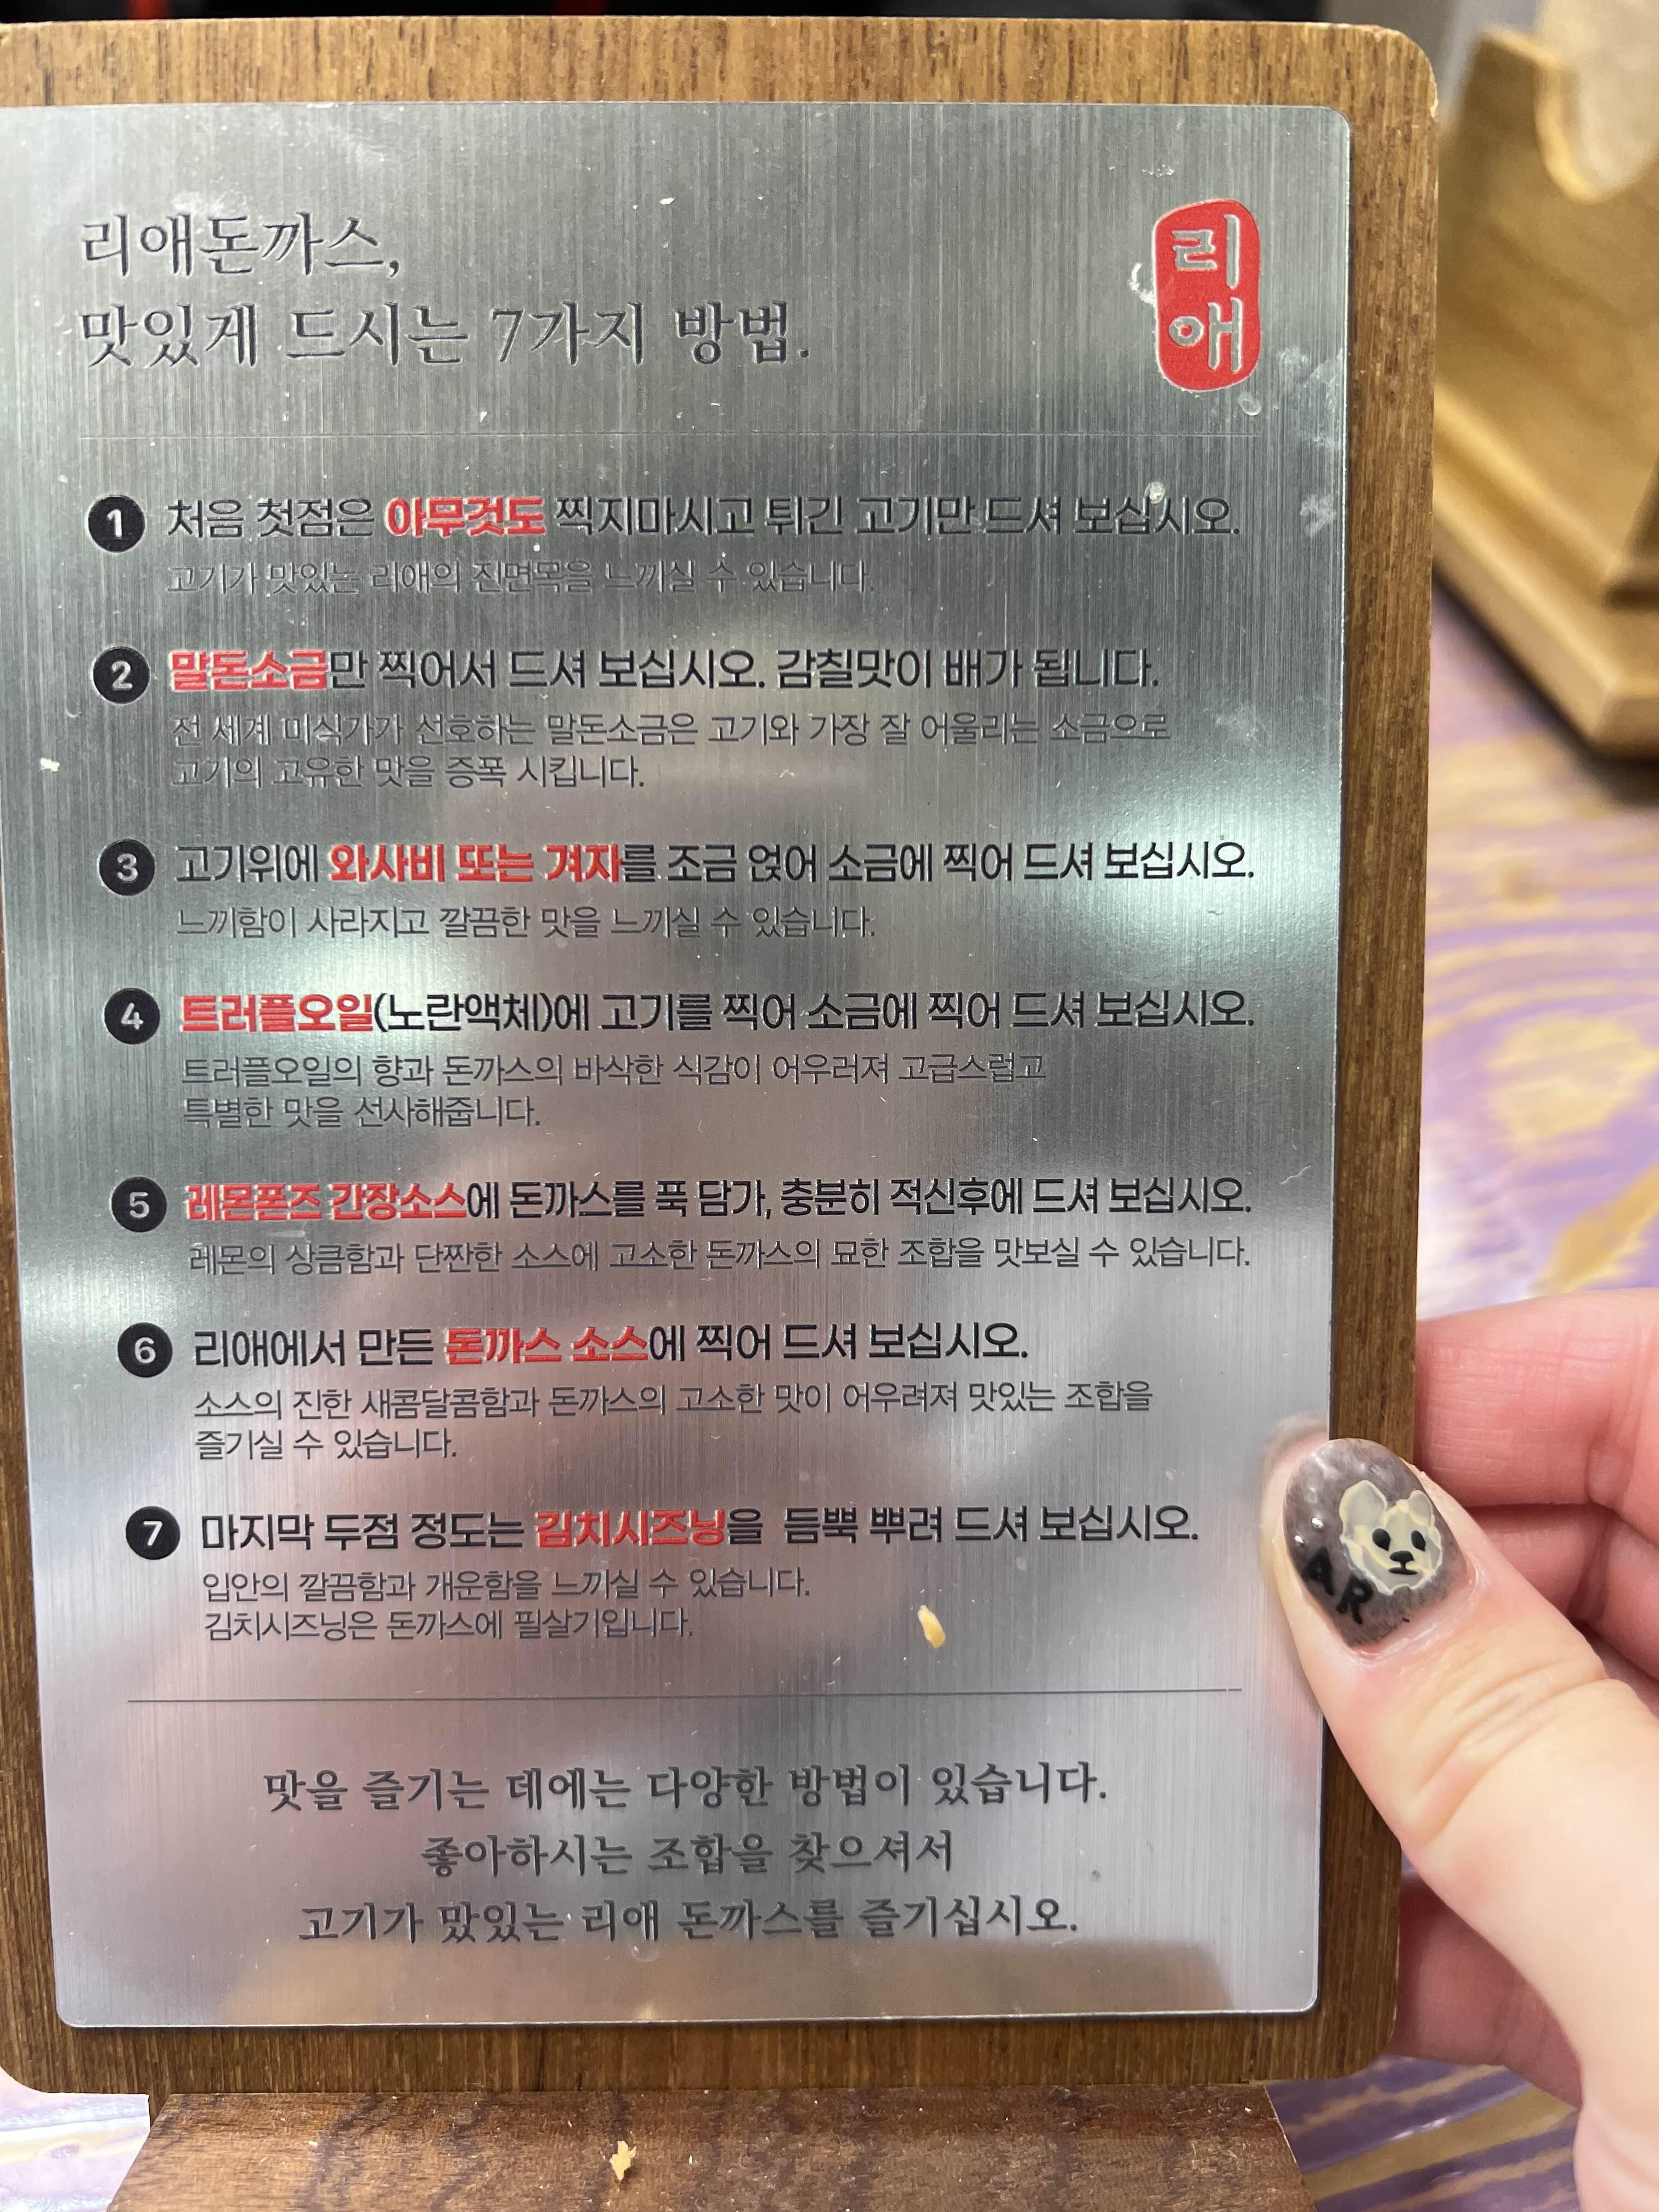 리애돈까스,
맛있게 드시는 7가지 방법.
리
애
1 처음 첫점은 아무것도 찍지마시고 튀긴 고기만 드셔 보십시오.
고기가 맛있는 리애의 진면목을 느끼실 수 있습니다.
2 말돈소금만 찍어서 드셔 보십시오. 감칠맛이 배가 됩니다.
전 세계 미식가가 선호하는 말돈소금은 고기와 가장 잘 어울리는 소금으로
고기의 고유한 맛을 증폭 시킵니다.
3 고기위에 와사비 또는 겨자를 조금 얹어 소금에 찍어 드셔 보십시오.
느끼함이 사라지고 깔끔한 맛을 느끼실 수 있습니다.
4 트러플오일(노란액체)에 고기를 찍어 소금에 찍어 드셔 보십시오.
트러플오일의 향과 돈까스의 바삭한 식감이 어우러져 고급스럽고
특별한 맛을 선사해줍니다.
5 레몬폰즈 간장소스에 돈까스를 푹 담가, 충분히 적신후에 드셔 보십시오.
레몬의 상큼함과 단짠한 소스에 고소한 돈까스의 묘한 조합을 맛보실 수 있습니다.
6 리애에서 만든 돈까스 소스에 찍어 드셔 보십시오.
소스의 진한 새콤달콤함과 돈까스의 고소한 맛이 어우려져 맛있는 조합을
즐기실 수 있습니다.
7 마지막 두점 정도는 김치시즈닝을 듬뿍 뿌려 드셔 보십시오.
입안의 깔끔함과 개운함을 느끼실 수 있습니다.
김치시즈닝은 돈까스에 필살기입니다.
맛을 즐기는 데에는 다양한 방법이 있습니다.
좋아하시는 조합을 찾으셔서
고기가 맜있는 리애 돈까스를 즐기십시오.
AR